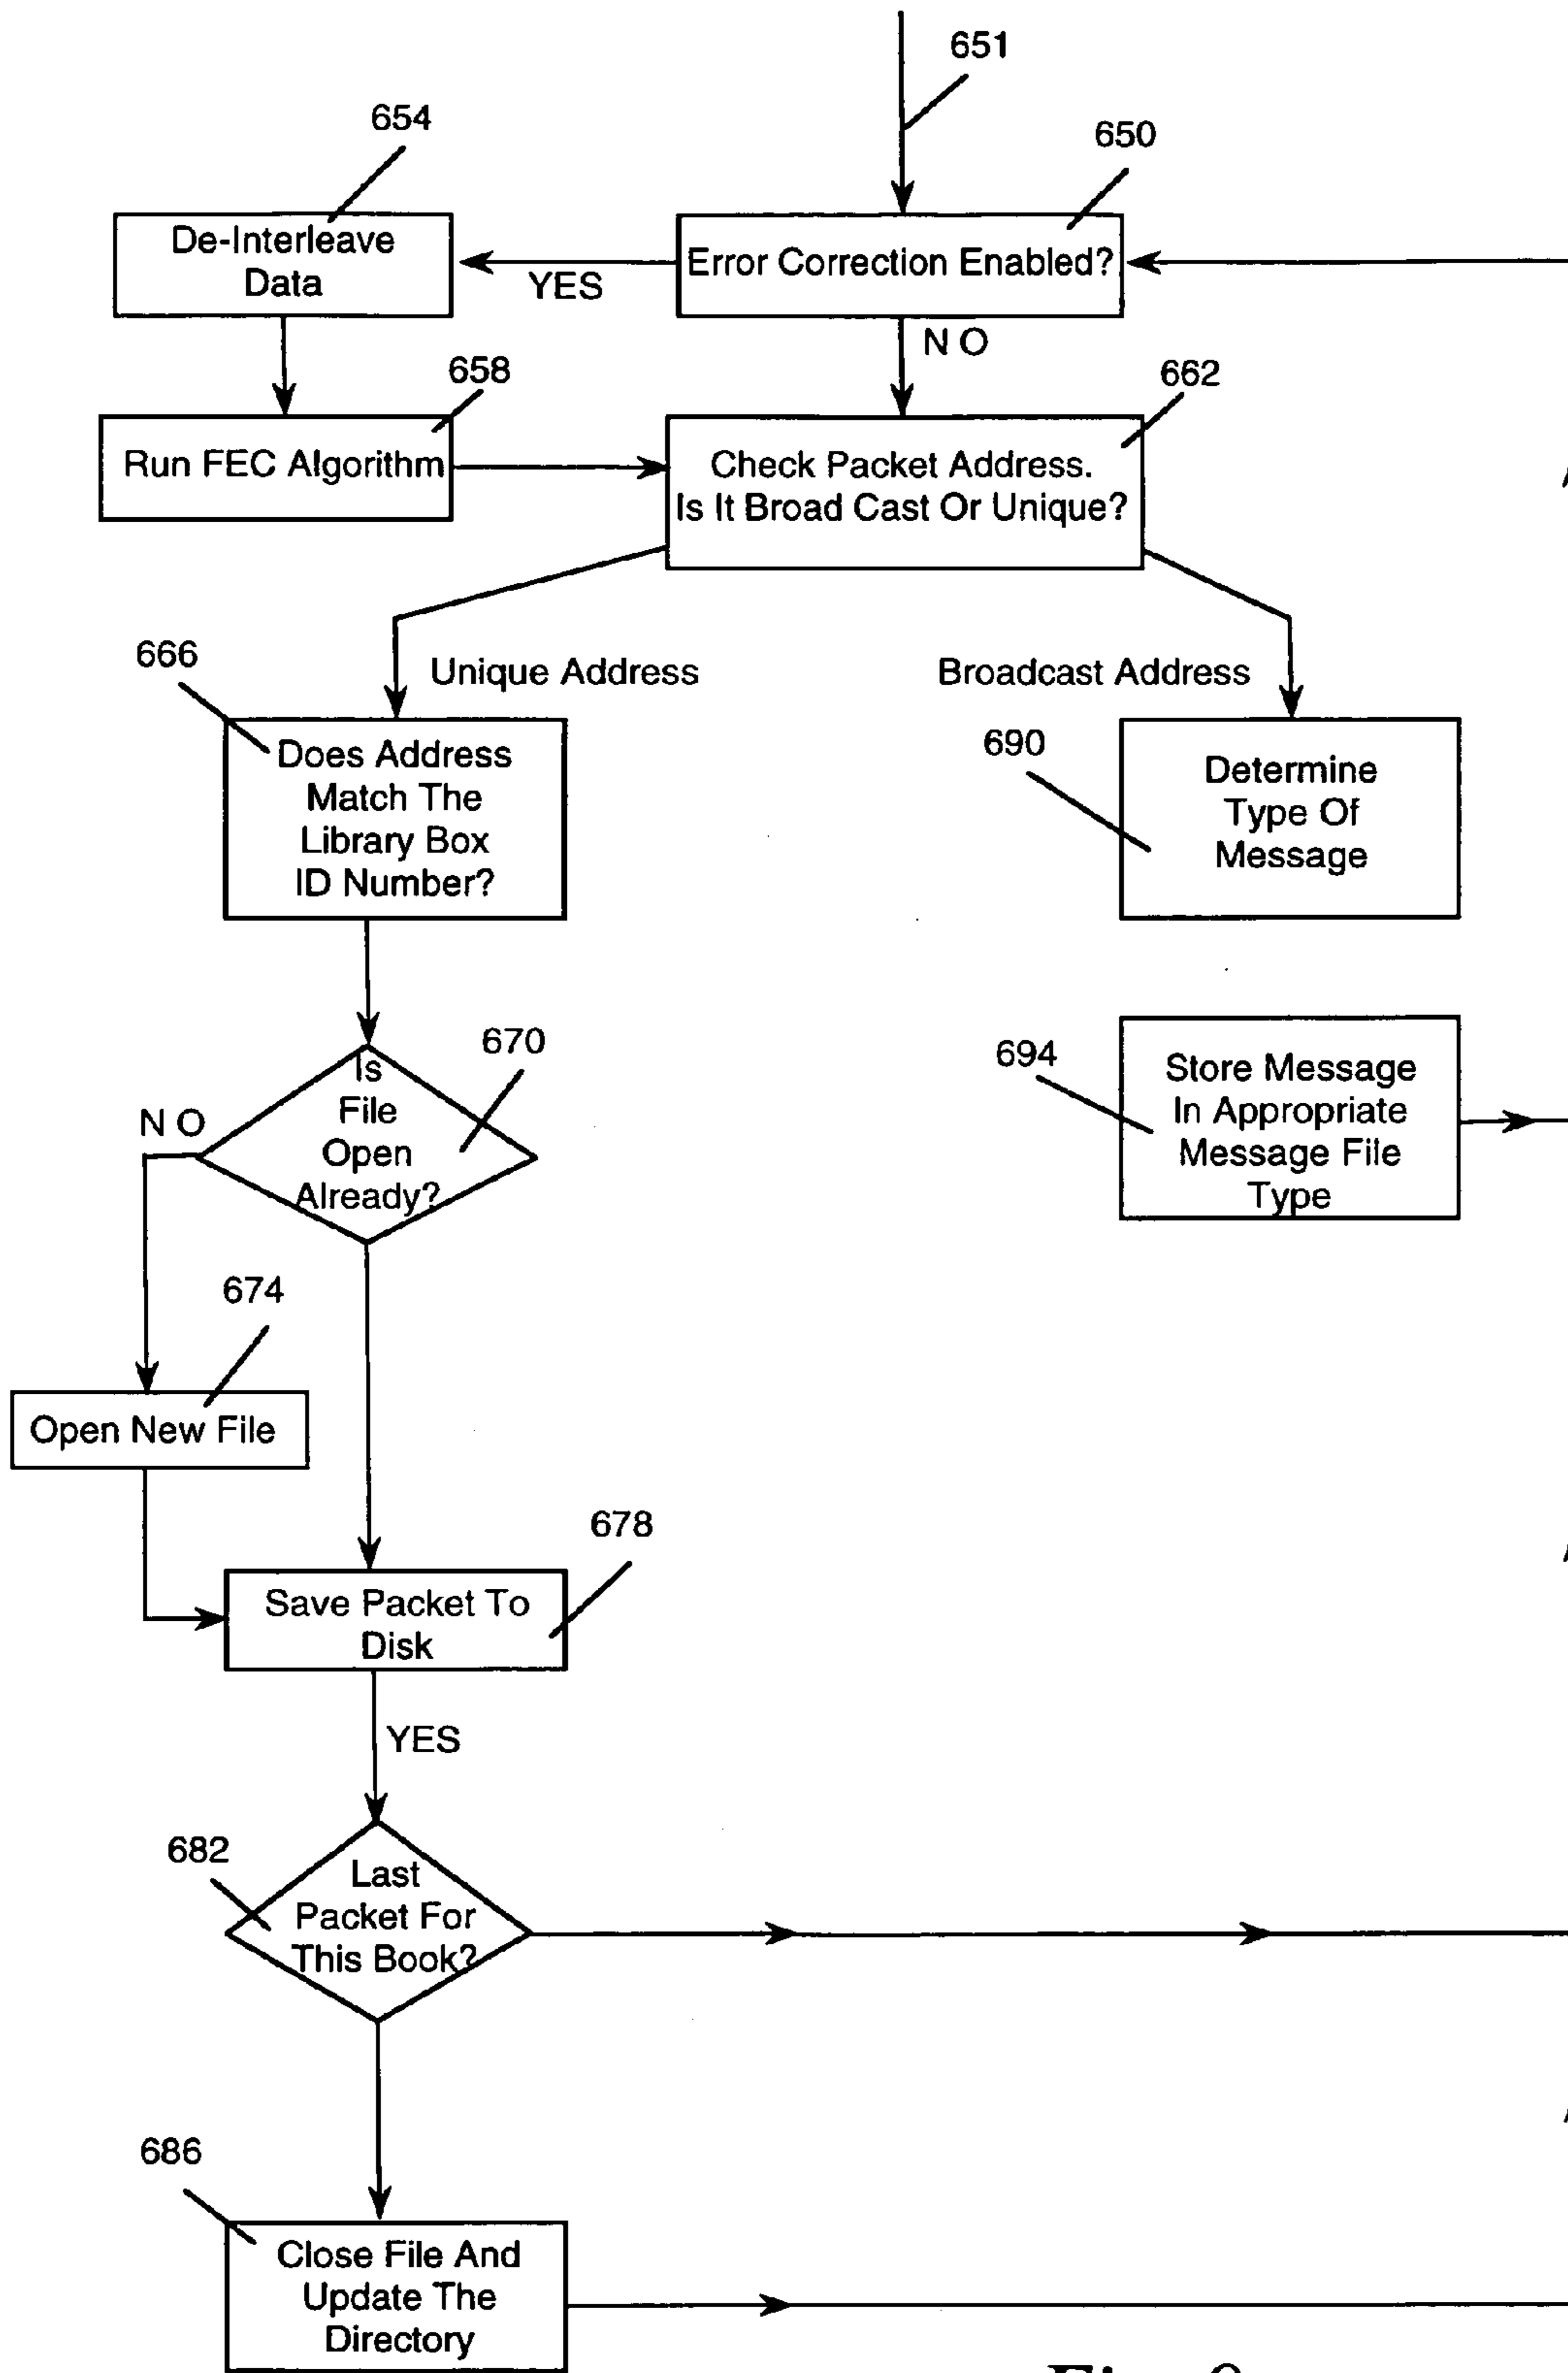 651
654
650
De-Interleave
Data
YES
Error Correction Enabled?
N O
658
662
Run FEC Algorithm
Check Packet Address.
Is It Broad Cast Or Unique?
666
Unique Address
Broadcast Address
Does Address
Match The
Library Box
ID Number?
690
Determine
Type Of
Message
670
Is
File
Open
Already?
N O
694
Store Message
In Appropriate
Message File
Type
674
Open New File
678
Save Packet To
Disk
YES
682
Last
Packet For
This Book?
686
Close File And
Update The
Directory